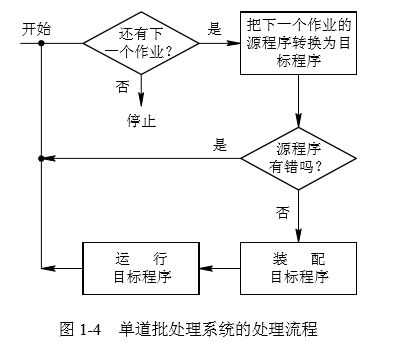 开始
还有下
一个作业？
是
把下一个作业的
源程序转换为目
标程序
否
停止
是
源程序
有错吗？
否
运 行
目标程序
装 配
目标程序
图 1-4 单道批处理系统的处理流程